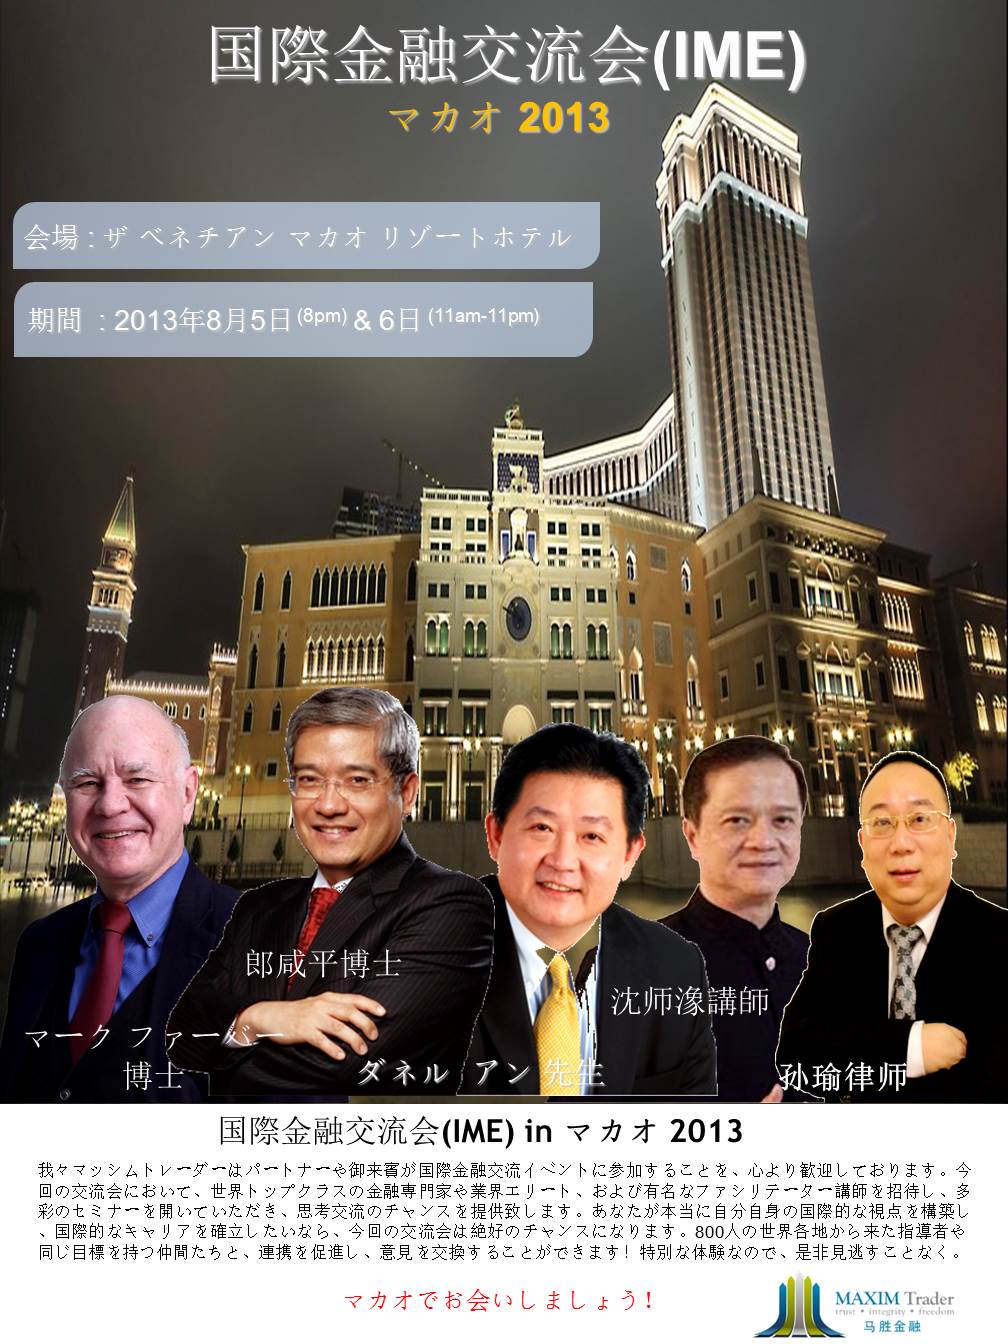 国際金融交流会(IME)
マカオ 2013
会場 : ザ ベネチアン マカオ リゾートホテル
期間 : 2013年8月5日 (8pm) & 6日 (11am-11pm)
郎咸平博士
沈师潒講師
マーク ファーバー
博士
ダネル アン 先生
孙瑜律师
国際金融交流会(IME) in マカオ 2013
我々マッシムトレーダーはパートナーや御来賓が国際金融交流イベントに参加することを、心より歓迎しております。今
回の交流会において、世界トップクラスの金融専門家や業界エリート、および有名なファシリテーター講師を招待し、多
彩のセミナーを開いていただき、思考交流のチャンスを提供致します。あなたが本当に自分自身の国際的な視点を構築し
、国際的なキャリアを確立したいなら、今回の交流会は絶好のチャンスになります。800人の世界各地から来た指導者や
同じ目標を持つ仲間たちと、連携を促進し、意見を交換することができます！特別な体験なので、是非見逃すことなく。
マカオでお会いしましょう！
MAXIM Trader
trust • integrity • freedom
马胜金融